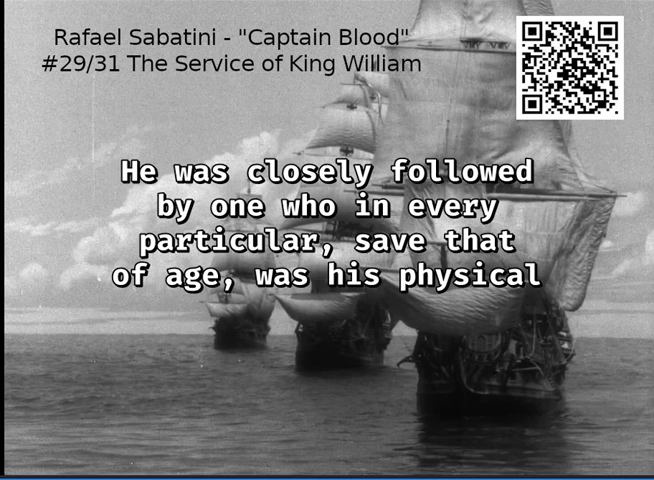 Rafael Sabatini - "Captain Blood"
#29/31 The Service of King William
He was closely followed
by one who in every
particular, save that
of age, was his physical